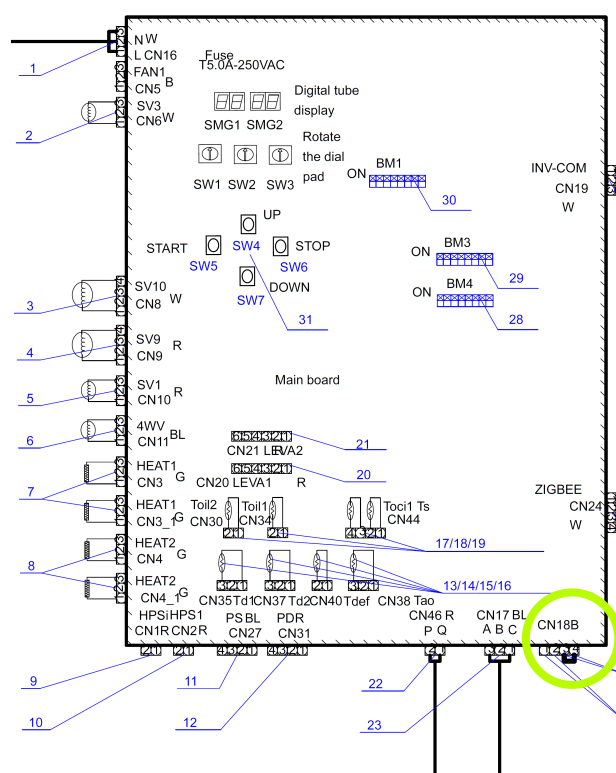 N W
L CN16
1
FAN1
CN5 B
SV3
CN6 W
2
Fuse
T5.0A-250VAC
Digital tube
display
SMG1 SMG2
Rotate
the dial
pad
SW1 SW2 SW3
ON BM1
30
INV-COM
CN19
W
UP
START SW4 STOP
SW5 SW6
SW7 DOWN
31
ON BM3
29
ON BM4
28
SV10
CN8 W
3
SV9
CN9 R
4
SV1
CN10 R
5
4WV
CN11 BL
6
Main board
CN21 LEVA2
21
CN20 LEVA1 R
20
HEAT1
CN3 G
7
HEAT1
CN3_1 G
HEAT2
CN4 G
8
HEAT2
CN4_1 G
Toil2 Toil1 Toci1 Ts
CN30 CN34 CN44
17/18/19
13/14/15/16
CN35 Td1 CN37 Td2 CN40 Tdef CN38 Tao
ZIGBEE
CN24
W
HPSi HPS1
CN1R CN2R
PS BL
CN27
PDR
CN31
CN46 R
P Q
CN17 BL
A B C
CN18B
9
10
11
12
22
23